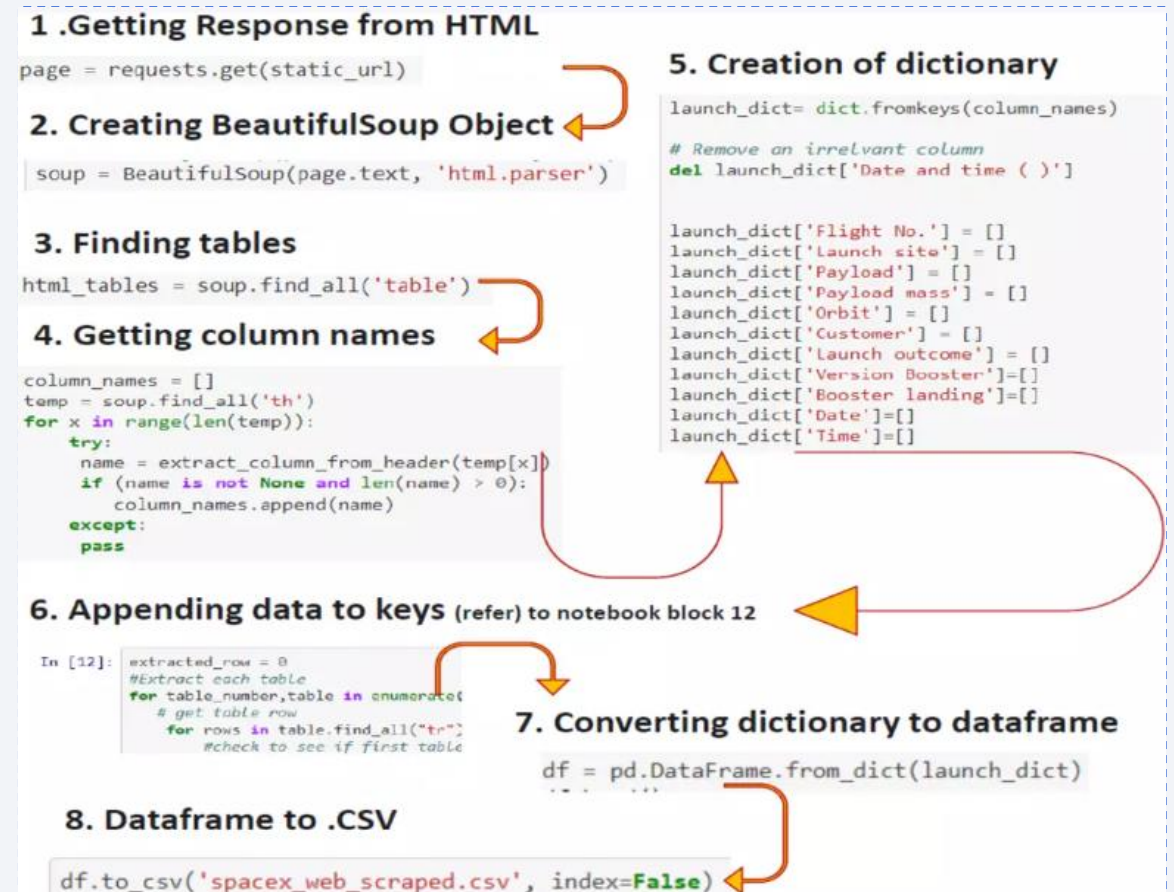 1 .Getting Response from HTML
page = requests.get(static_url)
2. Creating BeautifulSoup Object
soup = BeautifulSoup(page.text, 'html.parser')
3. Finding tables
html_tables = soup.find_all('table')
4. Getting column names
column_names = []
temp = soup.find_all('th')
for x in range(len(temp)):
    try:
     name = extract_column_from_header(temp[x])
     if (name is not None and len(name) > 0):
        column_names.append(name)
    except:
     pass
5. Creation of dictionary
launch_dict= dict.fromkeys(column_names)
# Remove an irrelvant column
del launch_dict['Date and time ( )']
launch_dict['Flight No.'] = []
launch_dict['Launch site'] = []
launch_dict['Payload'] = []
launch_dict['Payload mass'] = []
launch_dict['Orbit'] = []
launch_dict['Customer'] = []
launch_dict['Launch outcome'] = []
launch_dict['Version Booster']=[]
launch_dict['Booster landing']=[]
launch_dict['Date']=[]
launch_dict['Time']=[]
6. Appending data to keys (refer) to notebook block 12
In [12]: extracted_row = 0
#Extract each table
for table_number,table in enumerate(
   # get table row
    for rows in table.find_all("tr")
        #check to see if first table
7. Converting dictionary to dataframe
df = pd.DataFrame.from_dict(launch_dict)
8. Dataframe to .CSV
df.to_csv('spacex_web_scraped.csv', index=False)